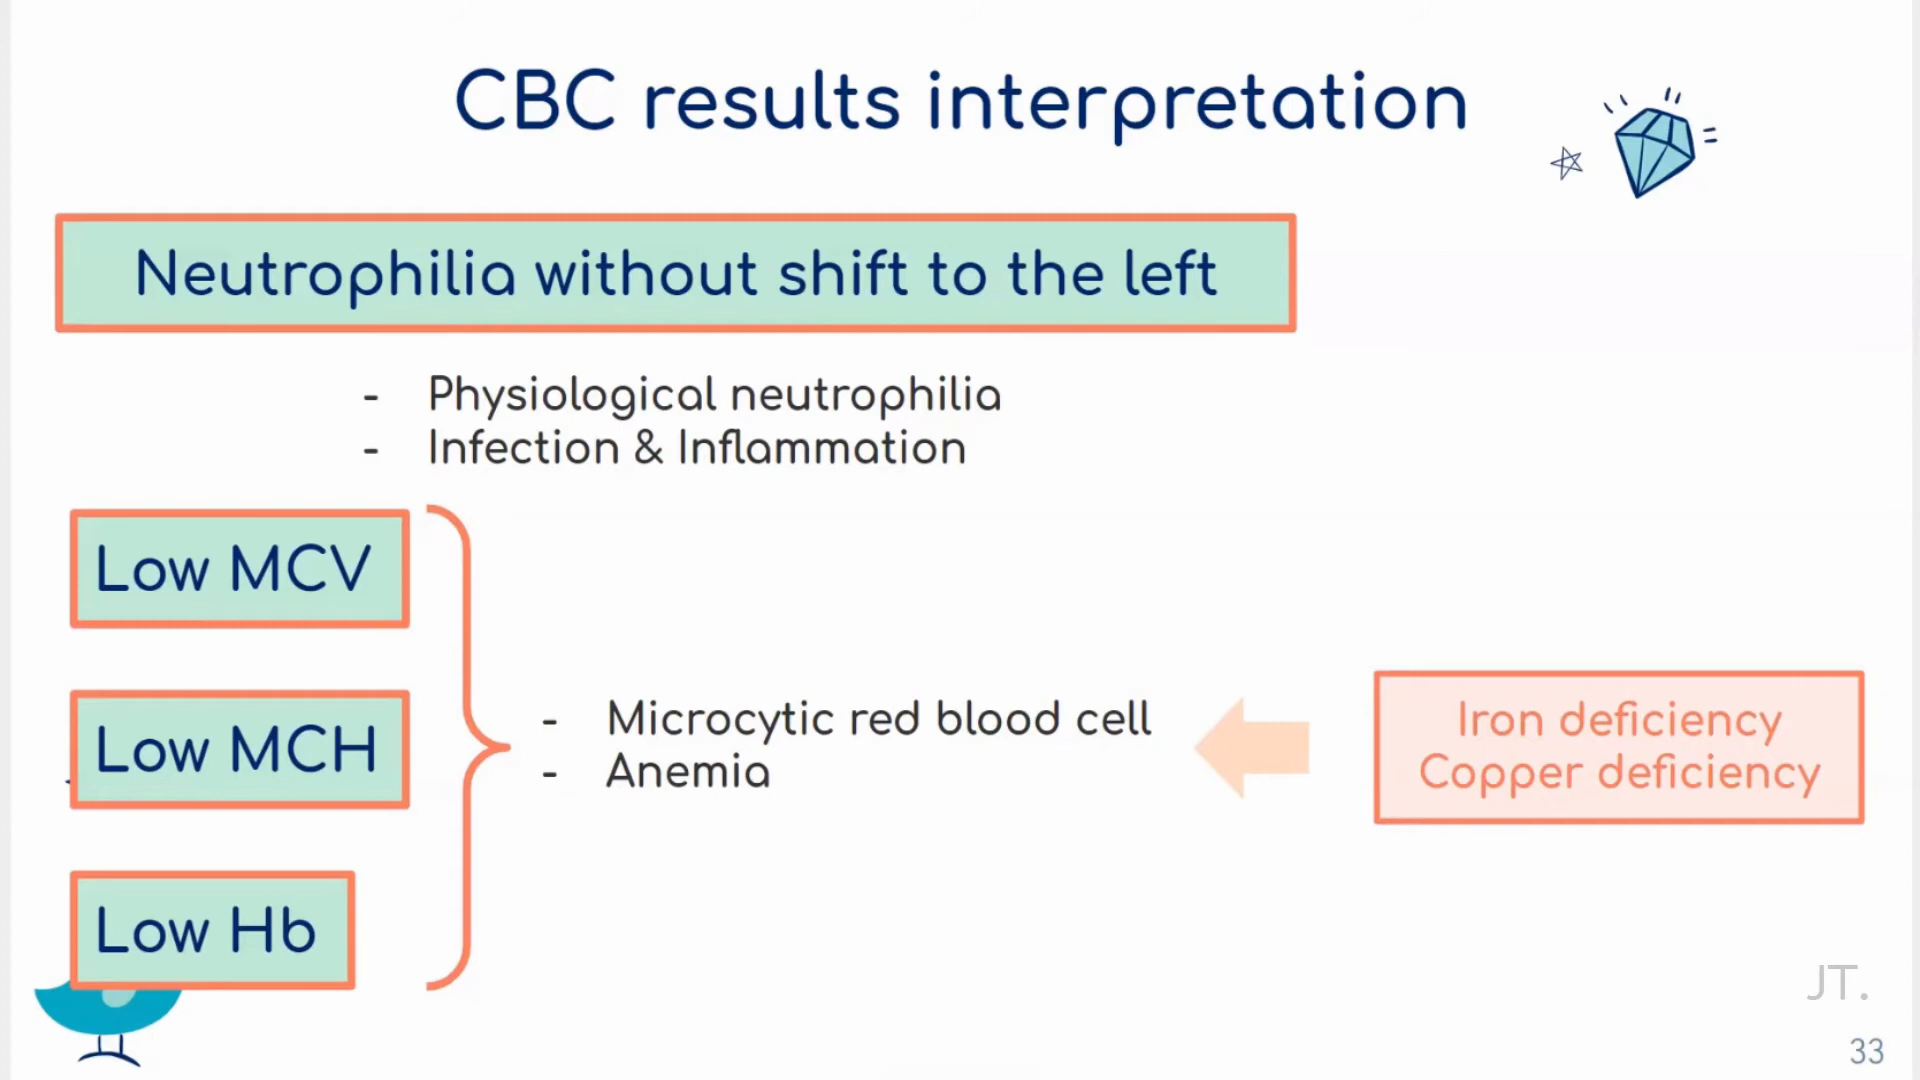 CBC results interpretation
Neutrophilia without shift to the left
- Physiological neutrophilia
- Infection & Inflammation
Low MCV
Low MCH
Low Hb
- Microcytic red blood cell
- Anemia
Iron deficiency
Copper deficiency
JT.
33